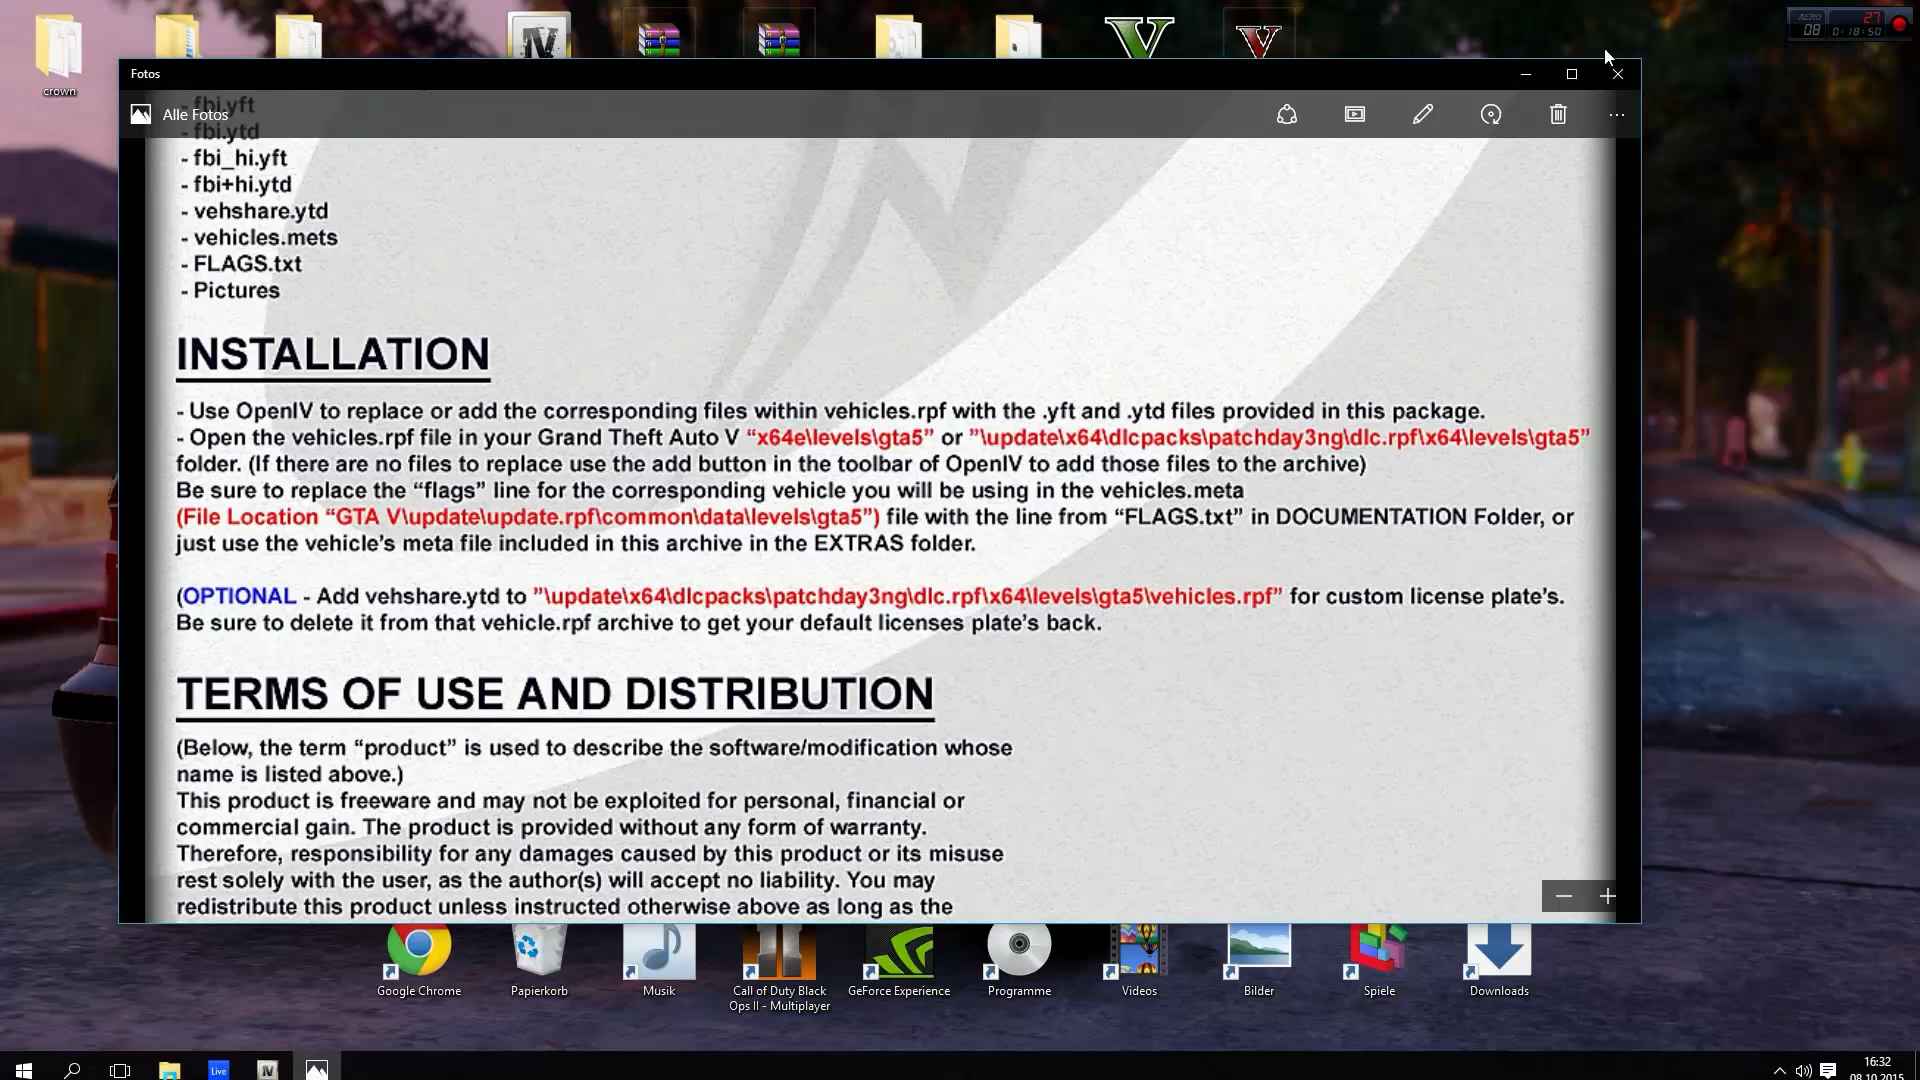 AERO
08
27
0:18:50
crown
Fotos
Alle Fotos
- fbi.yft
- fbi.ytd
- fbi_hi.yft
- fbi+hi.ytd
- vehshare.ytd
- vehicles.mets
- FLAGS.txt
- Pictures
INSTALLATION
- Use OpenIV to replace or add the corresponding files within vehicles.rpf with the .yft and .ytd files provided in this package.
- Open the vehicles.rpf file in your Grand Theft Auto V “x64e\levels\gta5” or ”\update\x64\dlcpacks\patchday3ng\dlc.rpf\x64\levels\gta5”
folder. (If there are no files to replace use the add button in the toolbar of OpenIV to add those files to the archive)
Be sure to replace the “flags” line for the corresponding vehicle you will be using in the vehicles.meta
(File Location “GTA V\update\update.rpf\common\data\levels\gta5”) file with the line from “FLAGS.txt” in DOCUMENTATION Folder, or
just use the vehicle’s meta file included in this archive in the EXTRAS folder.
(OPTIONAL - Add vehshare.ytd to ”\update\x64\dlcpacks\patchday3ng\dlc.rpf\x64\levels\gta5\vehicles.rpf” for custom license plate’s.
Be sure to delete it from that vehicle.rpf archive to get your default licenses plate’s back.
TERMS OF USE AND DISTRIBUTION
(Below, the term “product” is used to describe the software/modification whose
name is listed above.)
This product is freeware and may not be exploited for personal, financial or
commercial gain. The product is provided without any form of warranty.
Therefore, responsibility for any damages caused by this product or its misuse
rest solely with the user, as the author(s) will accept no liability. You may
redistribute this product unless instructed otherwise above as long as the
Google Chrome
Papierkorb
Musik
Call of Duty Black
Ops II - Multiplayer
GeForce Experience
Programme
Videos
Bilder
Spiele
Downloads
Live
IV
16:32
08.10.2015